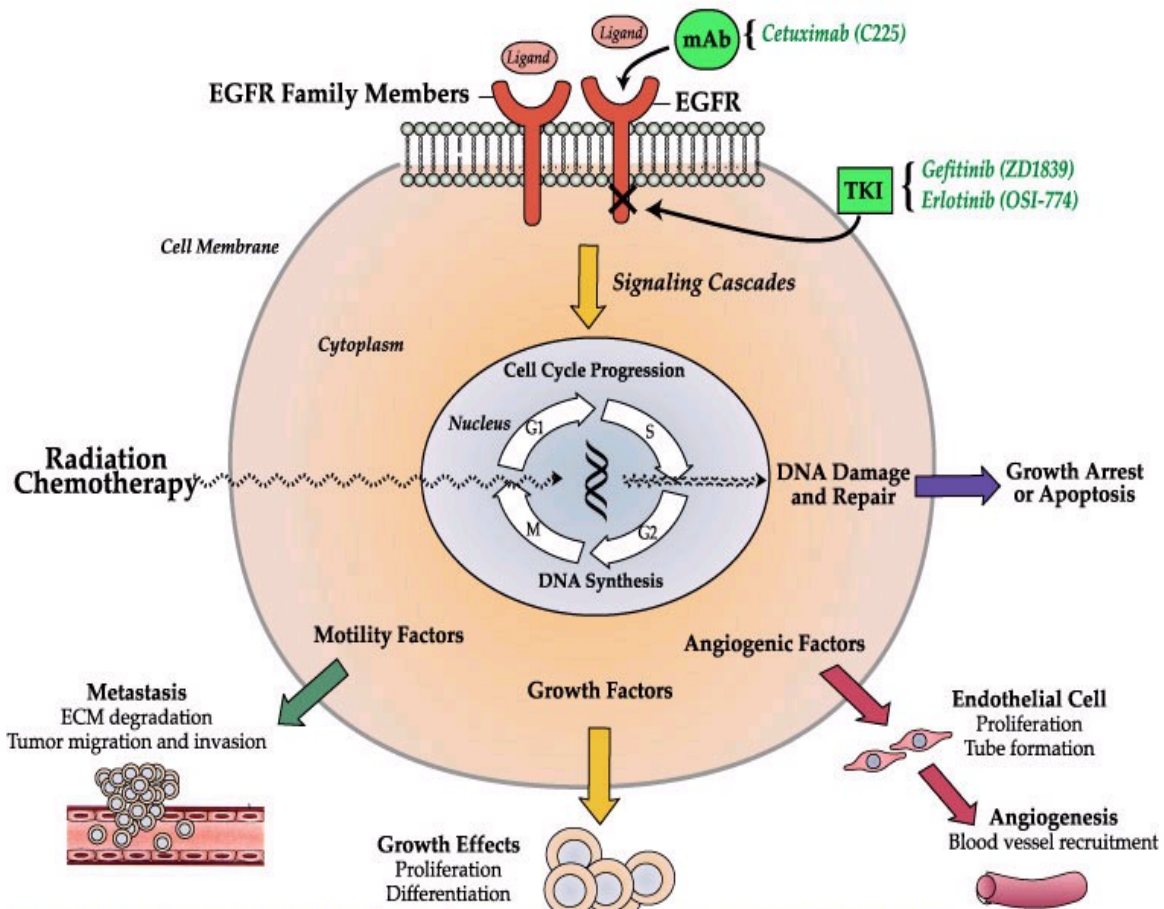 Ligand
Ligand
mAb
Cetuximab (C225)
EGFR Family Members
EGFR
TKI
Gefitinib (ZD1839)
Erlotinib (OSI-774)
Cell Membrane
Signaling Cascades
Cytoplasm
Cell Cycle Progression
Nucleus
G1
S
Radiation
Chemotherapy
DNA Damage
and Repair
Growth Arrest
or Apoptosis
M
G2
DNA Synthesis
Motility Factors
Angiogenic Factors
Growth Factors
Metastasis
ECM degradation
Tumor migration and invasion
Endothelial Cell
Proliferation
Tube formation
Growth Effects
Proliferation
Differentiation
Angiogenesis
Blood vessel recruitment